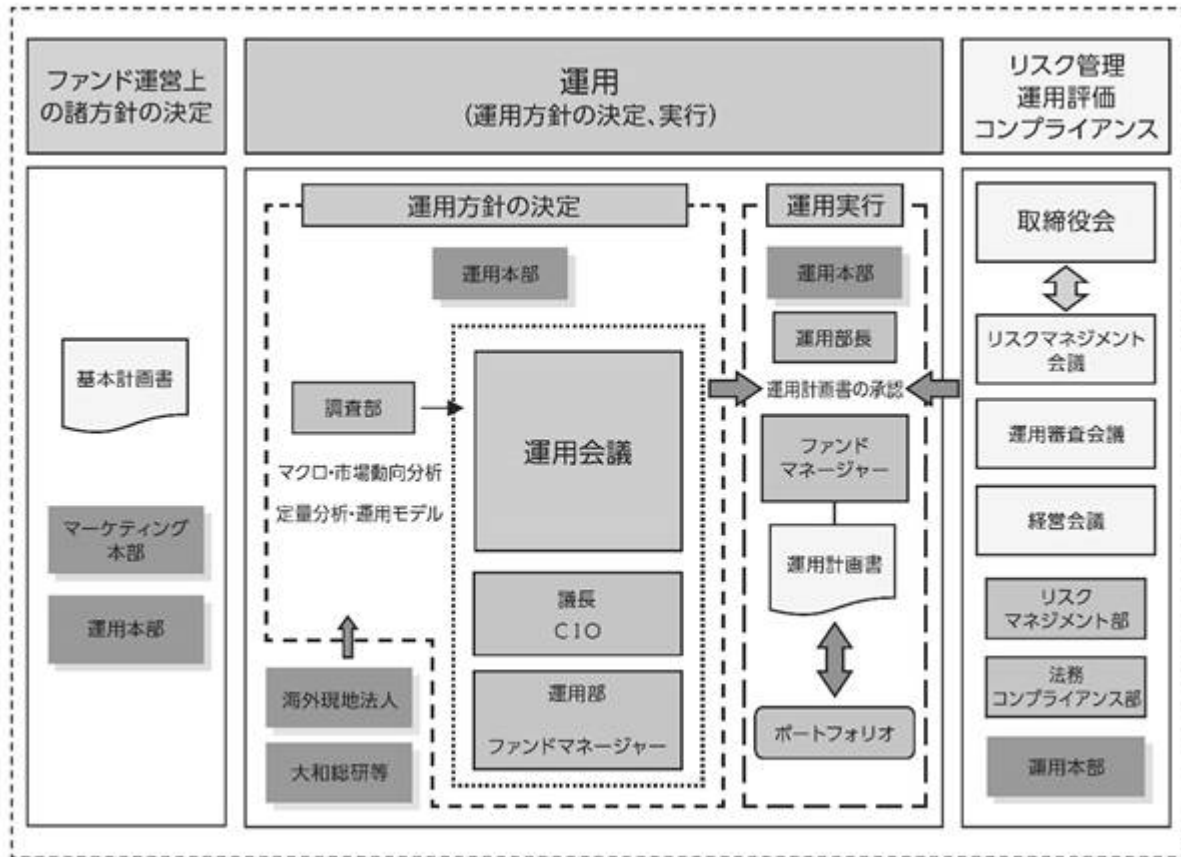 ファンド運営上
の諸方針の決定
運用
(運用方針の決定、実行)
リスク管理
運用評価
コンプライアンス
基本計画書
マーケティング
本部
運用本部
運用方針の決定
運用本部
調査部
マクロ・市場動向分析
定量分析・運用モデル
運用会議
議長
CIO
運用部
ファンドマネージャー
海外現地法人
大和総研等
運用実行
運用本部
運用部長
運用計画書の承認
ファンド
マネージャー
運用計画書
ポートフォリオ
取締役会
リスクマネジメント
会議
運用審査会議
経営会議
リスク
マネジメント部
法務
コンプライアンス部
運用本部